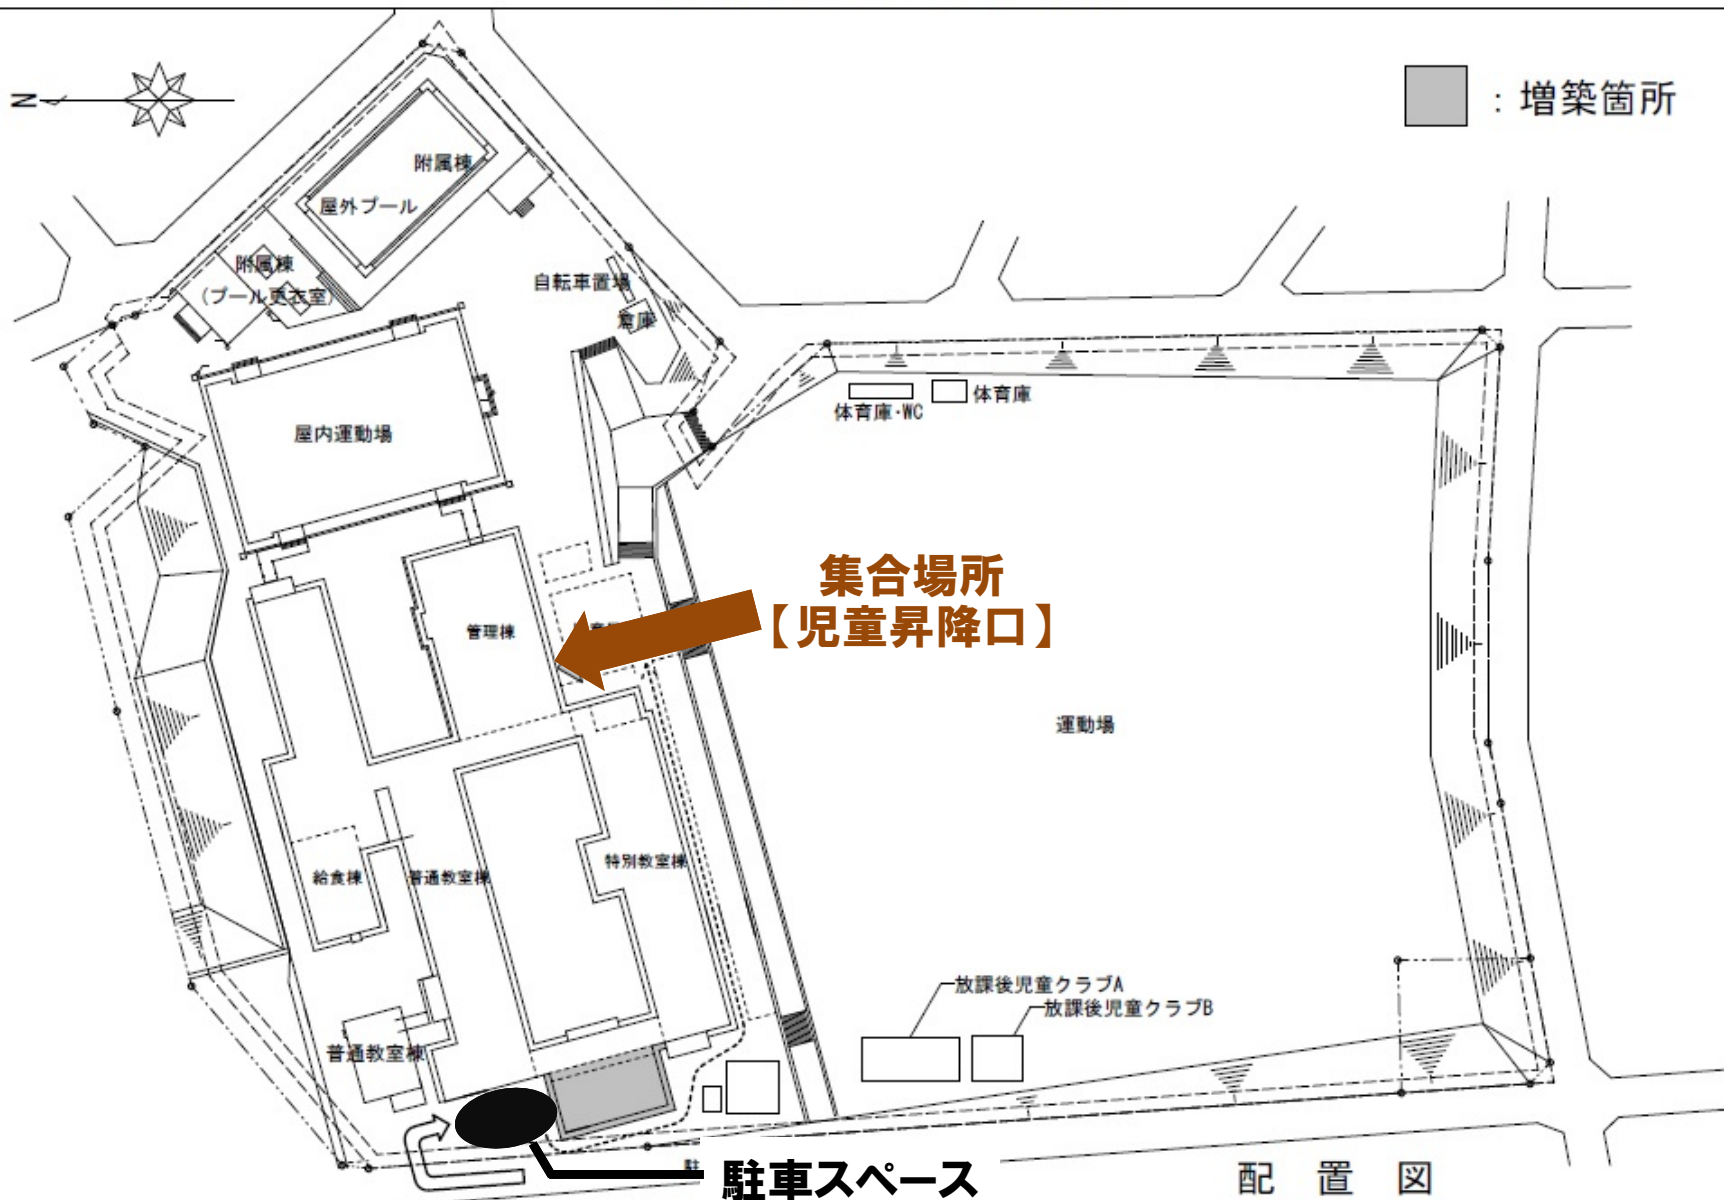 N
：増築箇所
附属棟
屋外プール
附属棟
(プール更衣室)
自転車置場
倉庫
体育庫・WC
体育庫
屋内運動場
集合場所
【児童昇降口】
管理棟
運動場
給食棟
普通教室棟
特別教室棟
放課後児童クラブA
放課後児童クラブB
普通教室棟
駐
駐車スペース
配置図